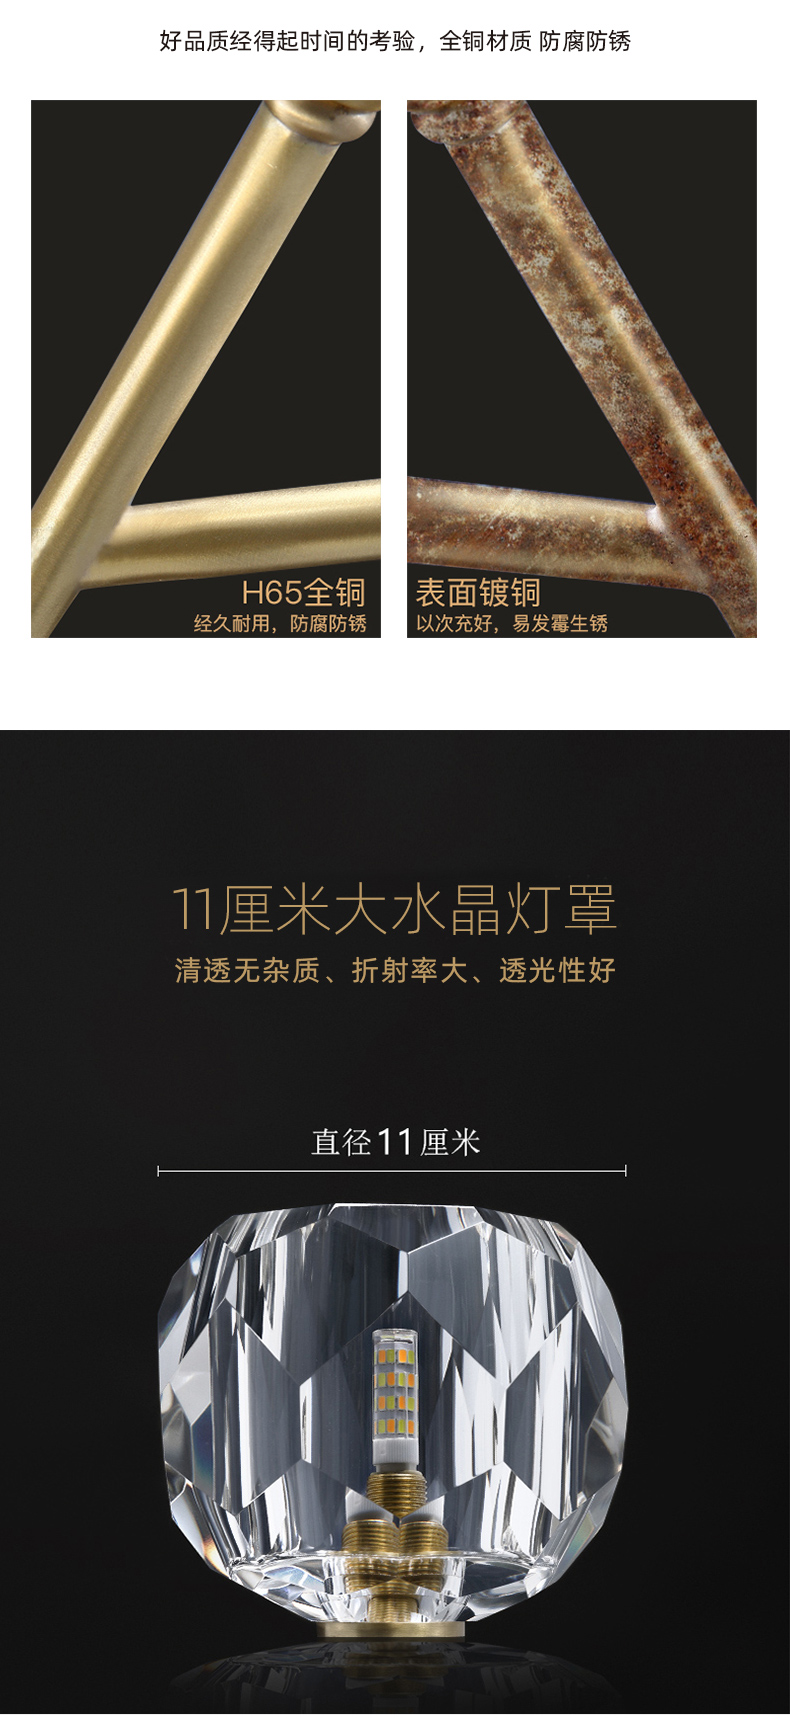 好品质经得起时间的考验，全铜材质 防腐防锈
H65全铜
经久耐用，防腐防锈
表面镀铜
以次充好，易发霉生锈
11厘米大水晶灯罩
清透无杂质、折射率大、透光性好
直径11厘米